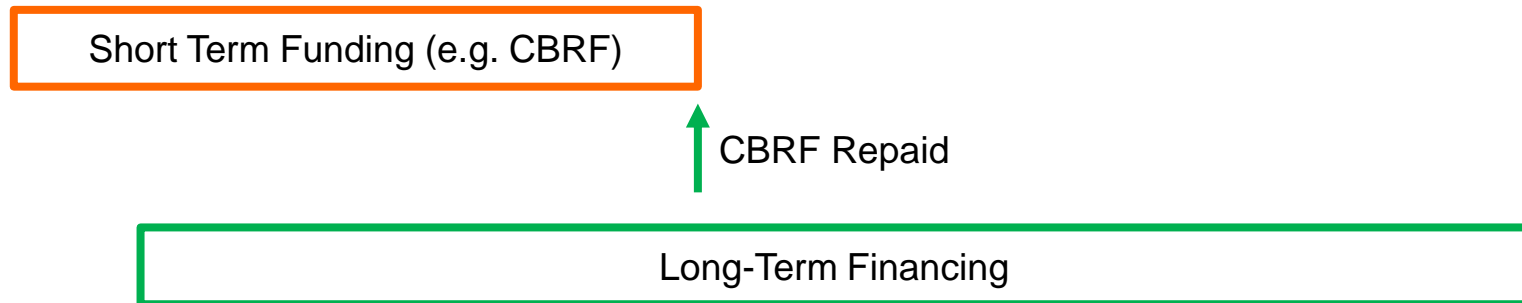 Short Term Funding (e.g. CBRF)
CBRF Repaid
Long-Term Financing